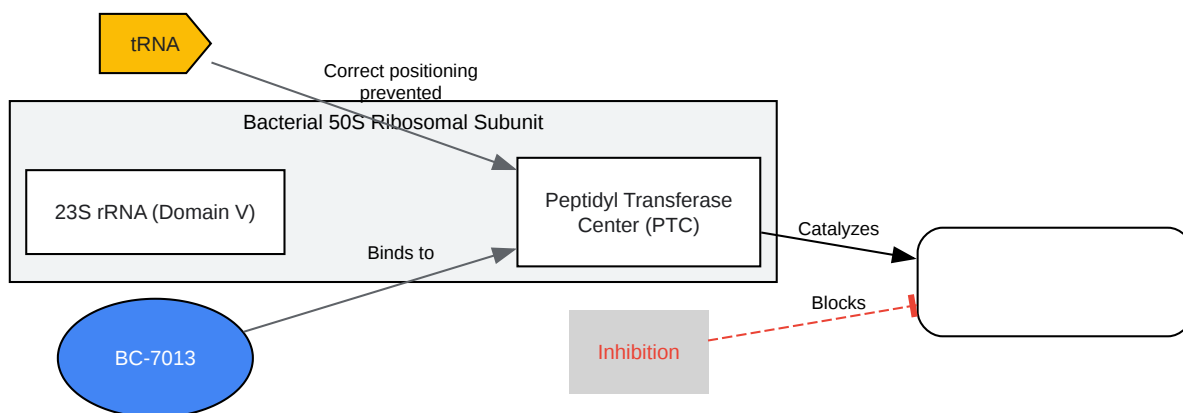 tRNA
Correct positioning
prevented
Bacterial 50S Ribosomal Subunit
23S rRNA (Domain V)
Peptidyl Transferase
Center (PTC)
Catalyzes
Binds to
Blocks
Inhibition
BC-7013